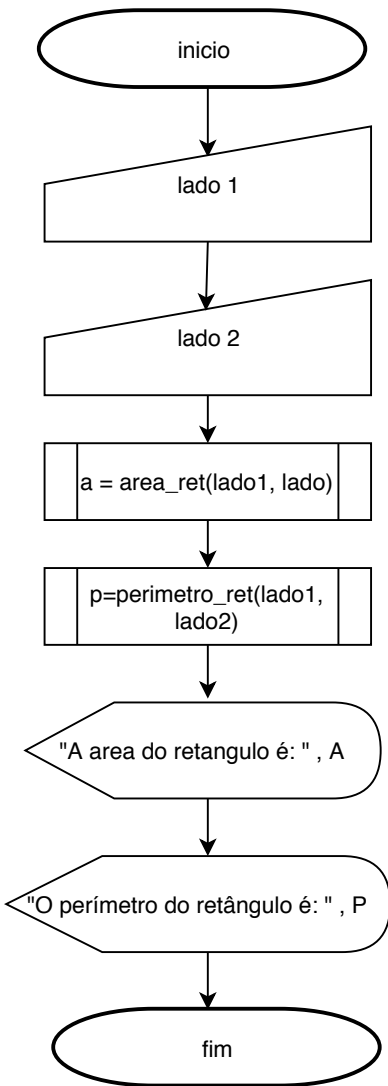 inicio
lado 1
lado 2
a = area_ret(lado1, lado)
p=perimetro_ret(lado1,
lado2)
"A area do retangulo é: " , A
"O perímetro do retângulo é: " , P
fim